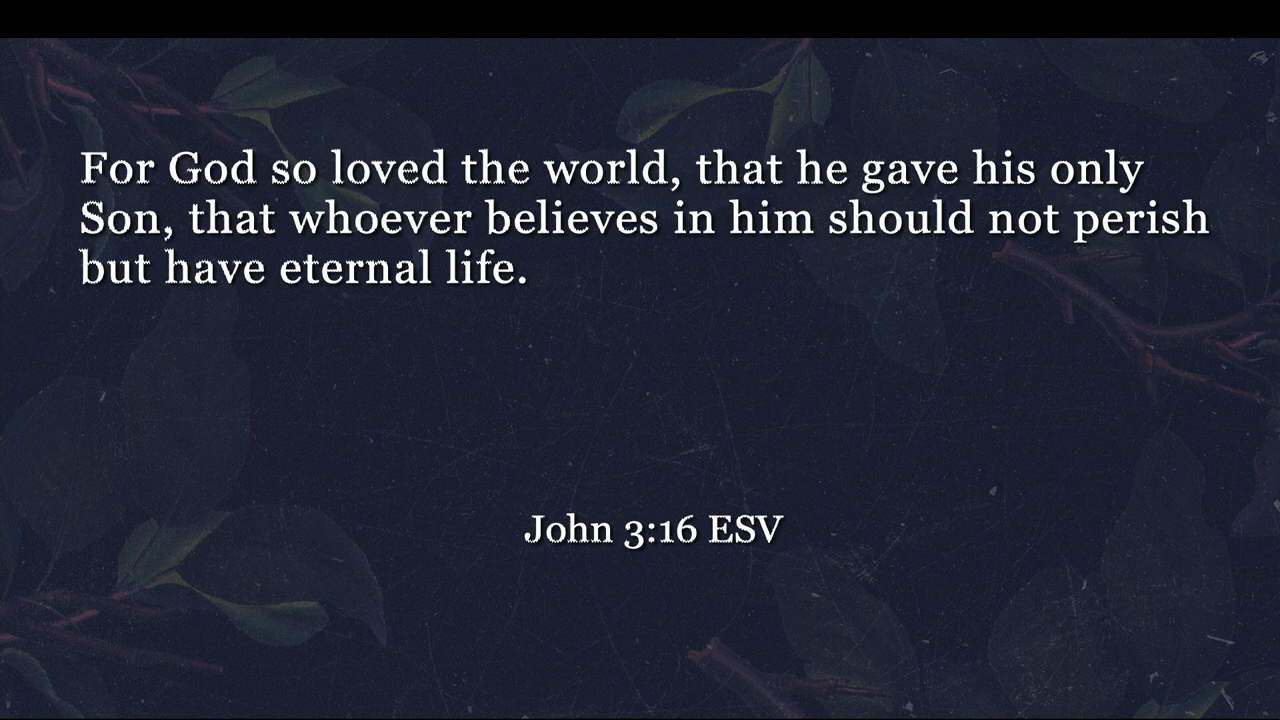 For God so loved the world, that he gave his only
Son, that whoever believes in him should not perish
but have eternal life.
John 3:16 ESV